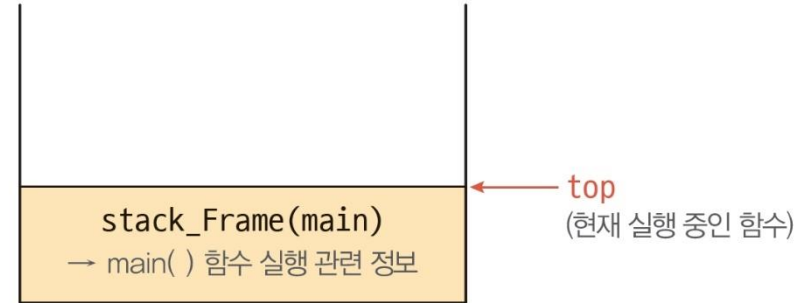 stack_Frame(main)
→ main( ) 함수 실행 관련 정보
top
(현재 실행 중인 함수)